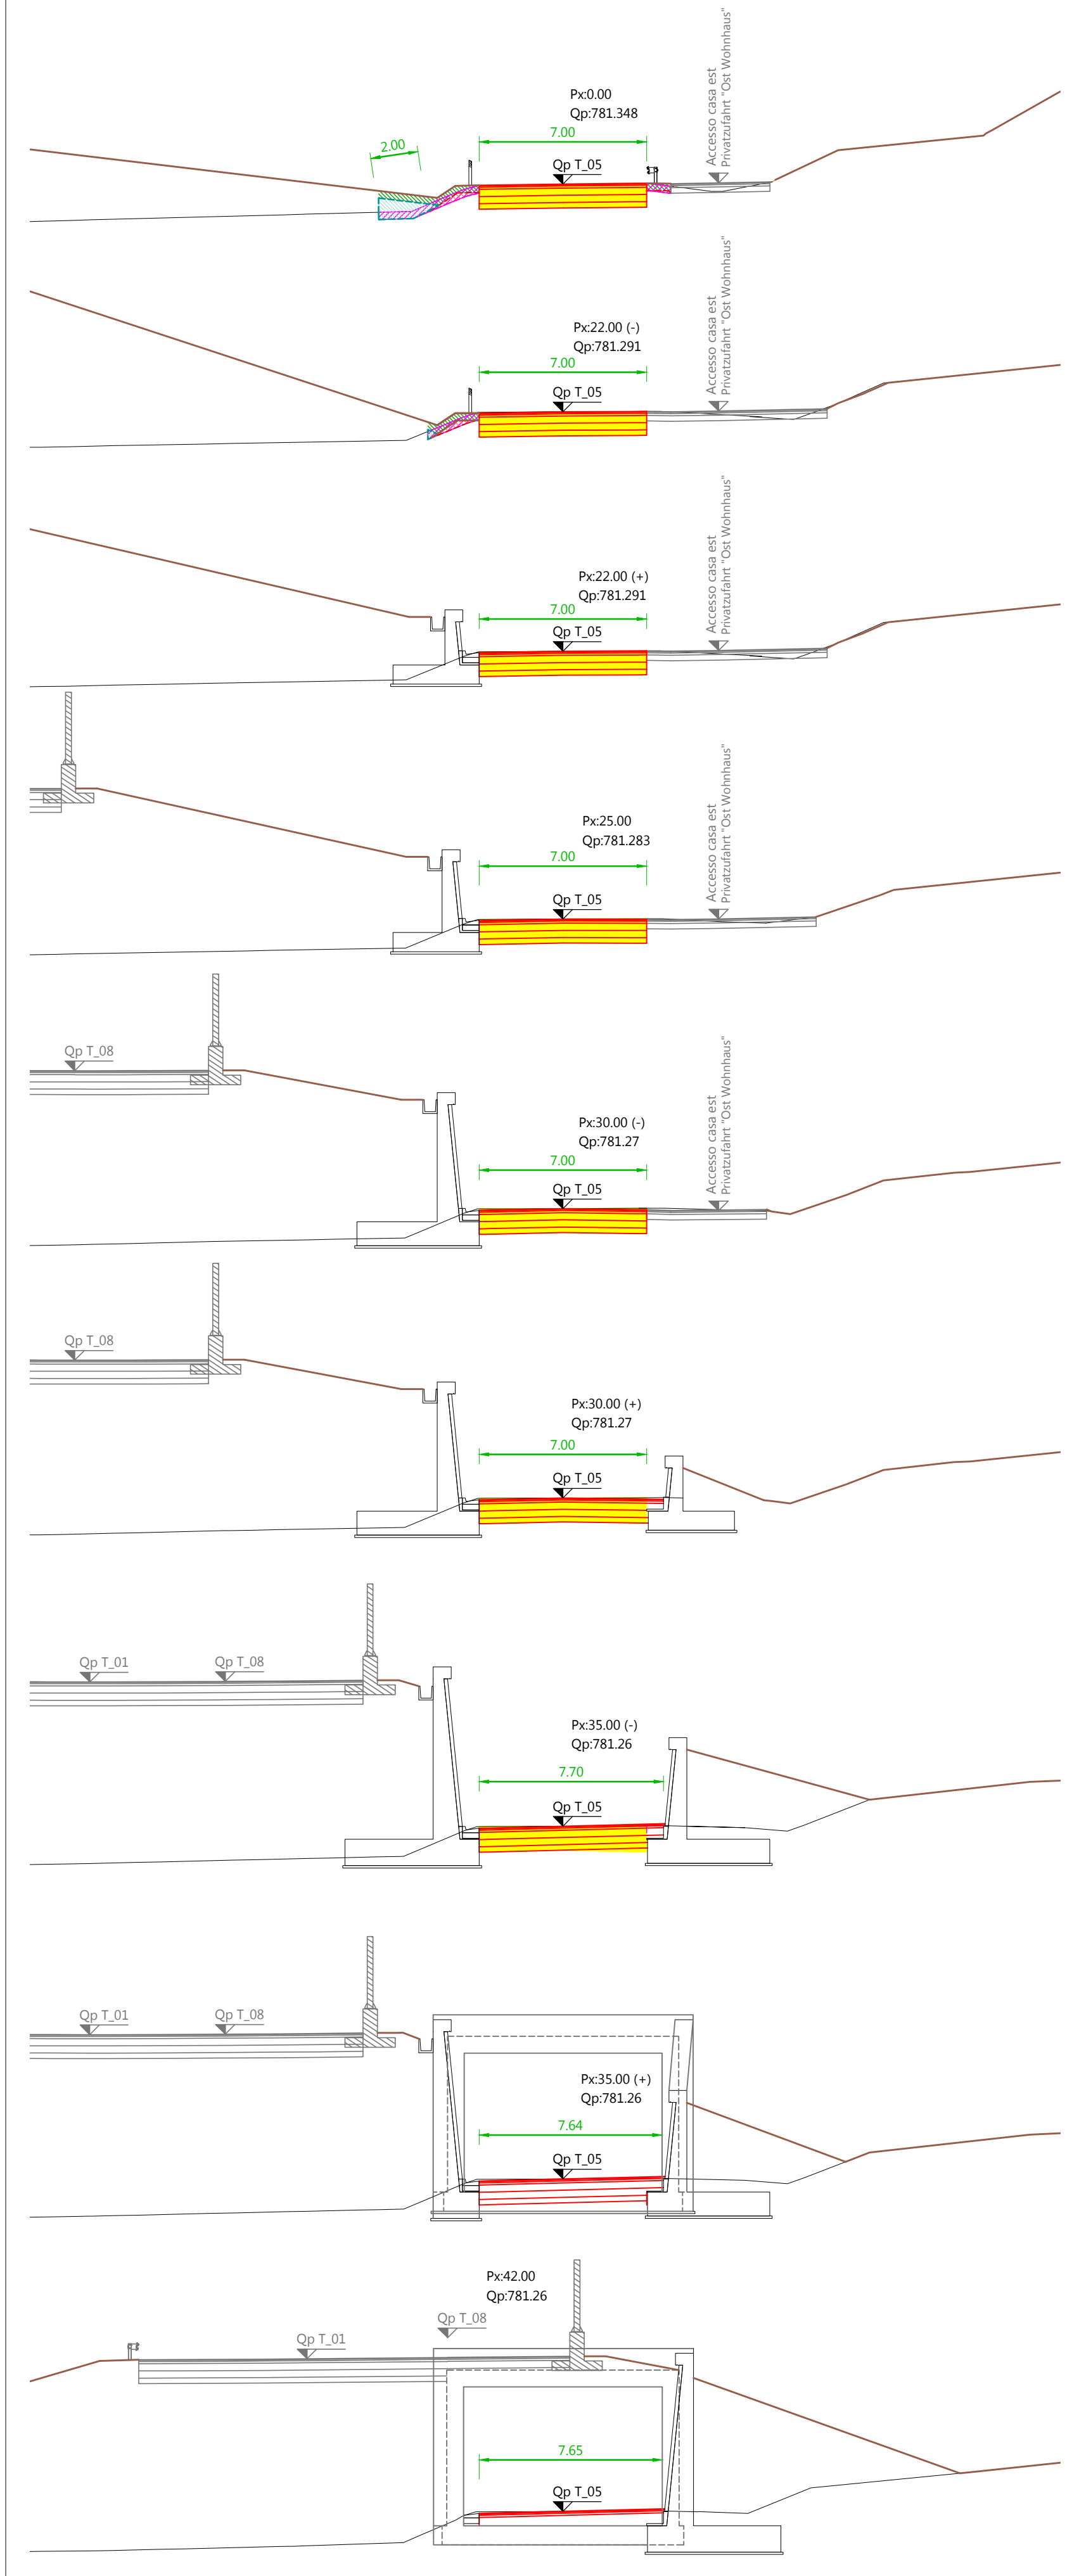 Px:0.00
Qp:781.348
2.00
7.00
Qp T_05
Accesso casa est
Privatzufahrt "Ost Wohnhaus"
Px:22.00 (-)
Qp:781.291
7.00
Qp T_05
Accesso casa est
Privatzufahrt "Ost Wohnhaus"
Px:22.00 (+)
Qp:781.291
7.00
Qp T_05
Accesso casa est
Privatzufahrt "Ost Wohnhaus"
Px:25.00
Qp:781.283
7.00
Qp T_05
Accesso casa est
Privatzufahrt "Ost Wohnhaus"
Qp T_08
Px:30.00 (-)
Qp:781.27
7.00
Qp T_05
Accesso casa est
Privatzufahrt "Ost Wohnhaus"
Qp T_08
Px:30.00 (+)
Qp:781.27
7.00
Qp T_05
Qp T_01
Qp T_08
Px:35.00 (-)
Qp:781.26
7.70
Qp T_05
Qp T_01
Qp T_08
Px:35.00 (+)
Qp:781.26
7.64
Qp T_05
Px:42.00
Qp:781.26
Qp T_08
Qp T_01
7.65
Qp T_05